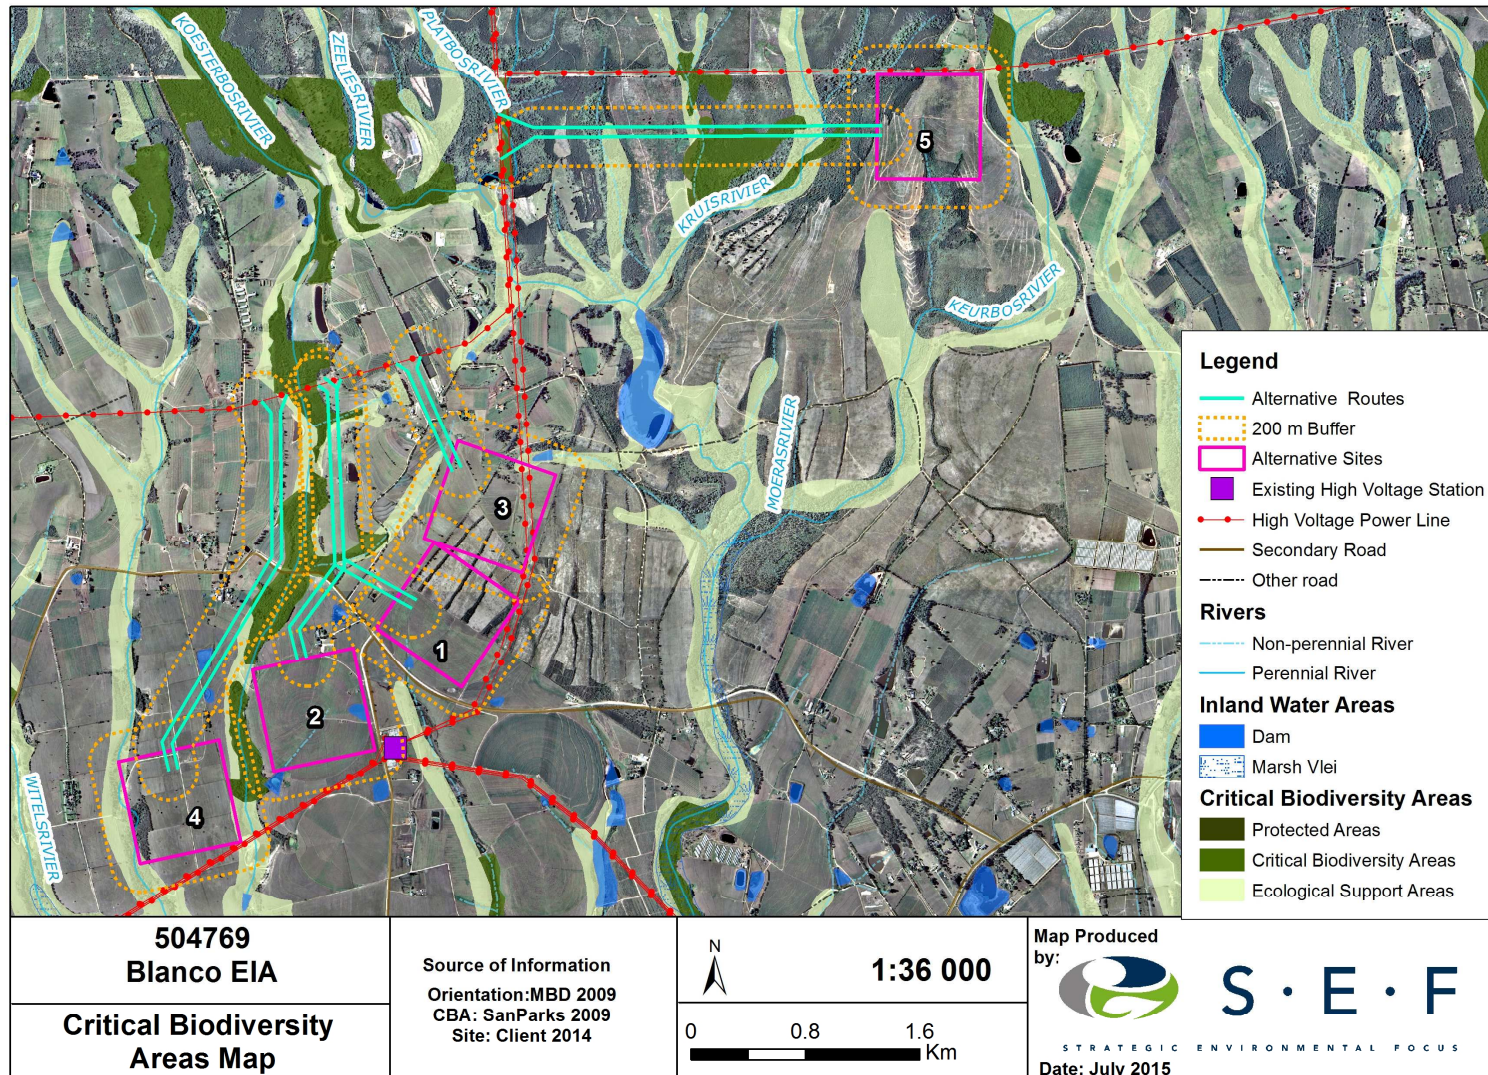 KOESTERBOSRIVIER
ZEELIESRIVIER
PLATBOSRIVIER
KRUISRIVIER
KEURBOSRIVIER
MOERASRIVIER
WITELSRIVIER
5
3
1
2
4
Legend
Alternative Routes
200 m Buffer
Alternative Sites
Existing High Voltage Station
High Voltage Power Line
Secondary Road
Other road
Rivers
Non-perennial River
Perennial River
Inland Water Areas
Dam
Marsh Vlei
Critical Biodiversity Areas
Protected Areas
Critical Biodiversity Areas
Ecological Support Areas
504769
Blanco EIA
Critical Biodiversity
Areas Map
Source of Information
Orientation:MBD 2009
CBA: SanParks 2009
Site: Client 2014
N
1:36 000
0 0.8 1.6
Km
Map Produced
by:
S·E·F
STRATEGIC ENVIRONMENTAL FOCUS
Date: July 2015